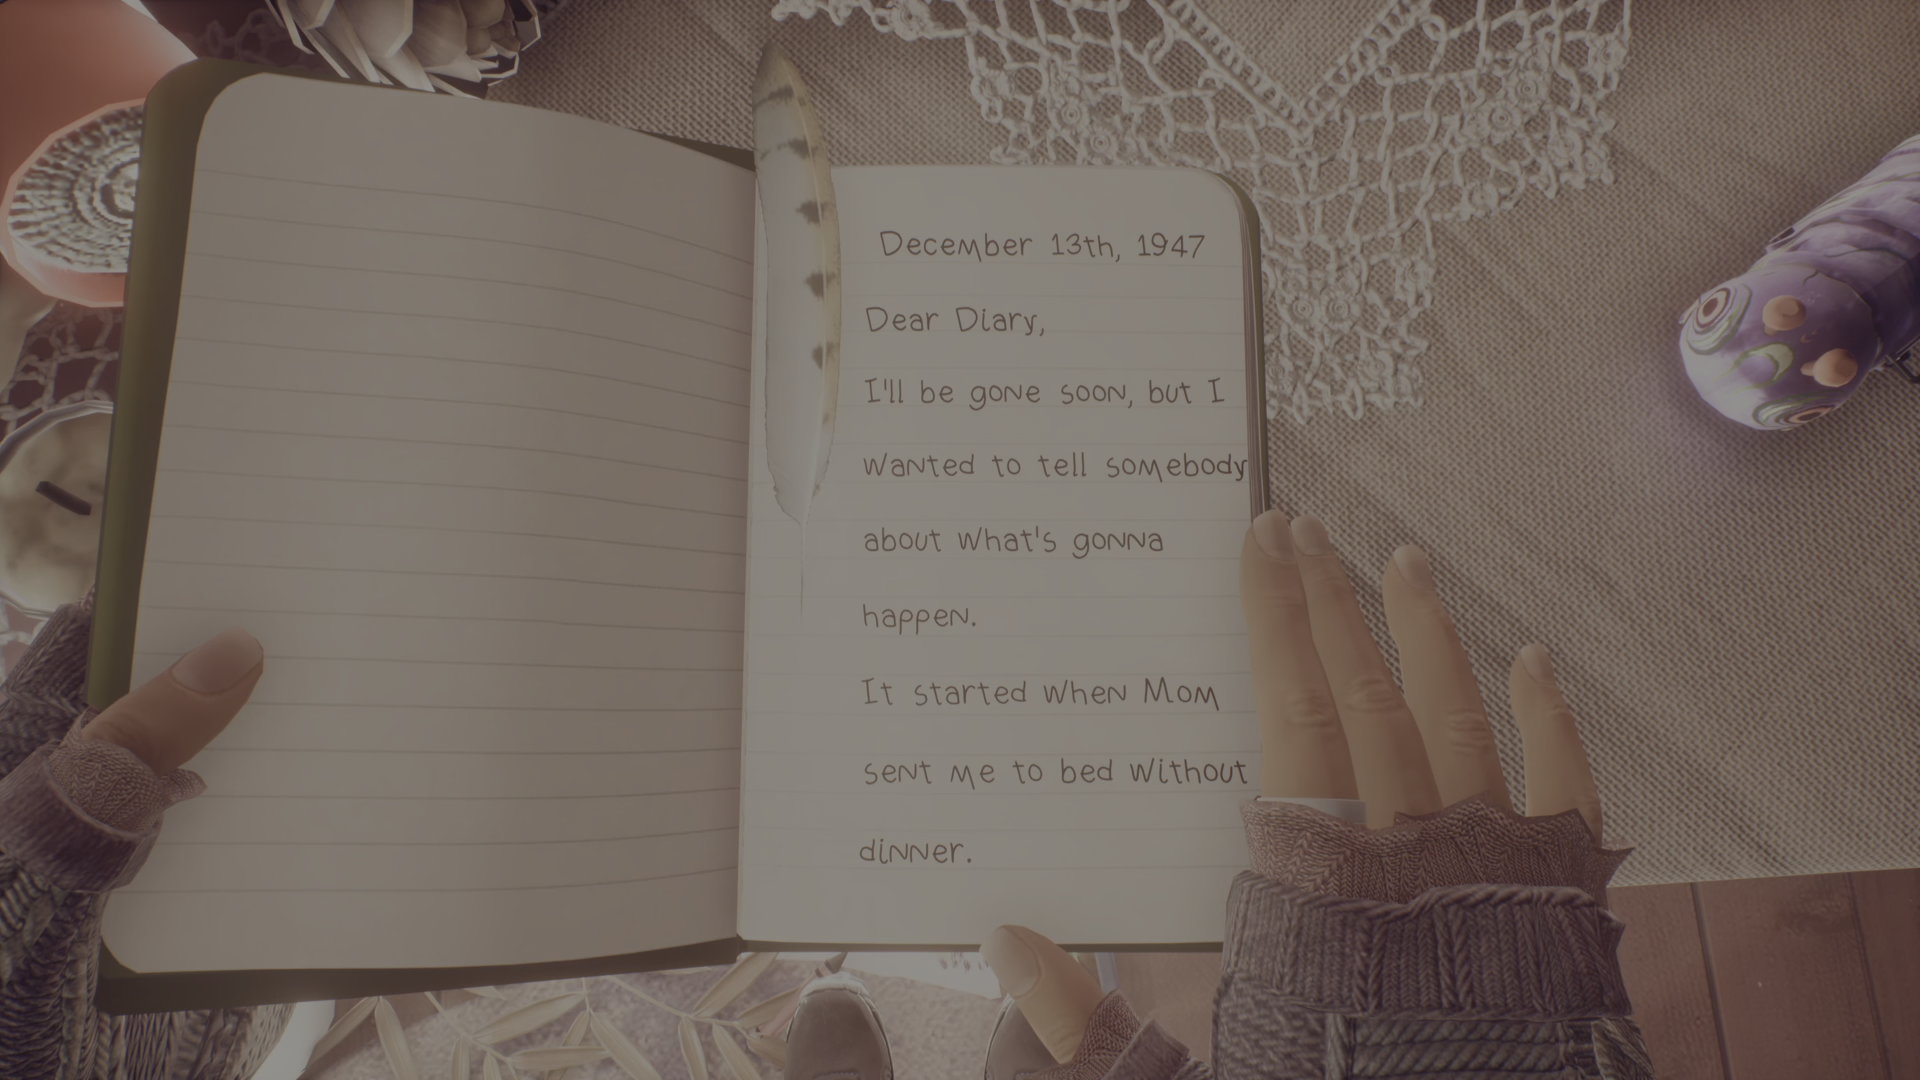 December 13th, 1947
Dear Diary,
I'll be gone soon, but I
wanted to tell somebody
about what's gonna
happen.
It started when Mom
sent me to bed without
dinner.